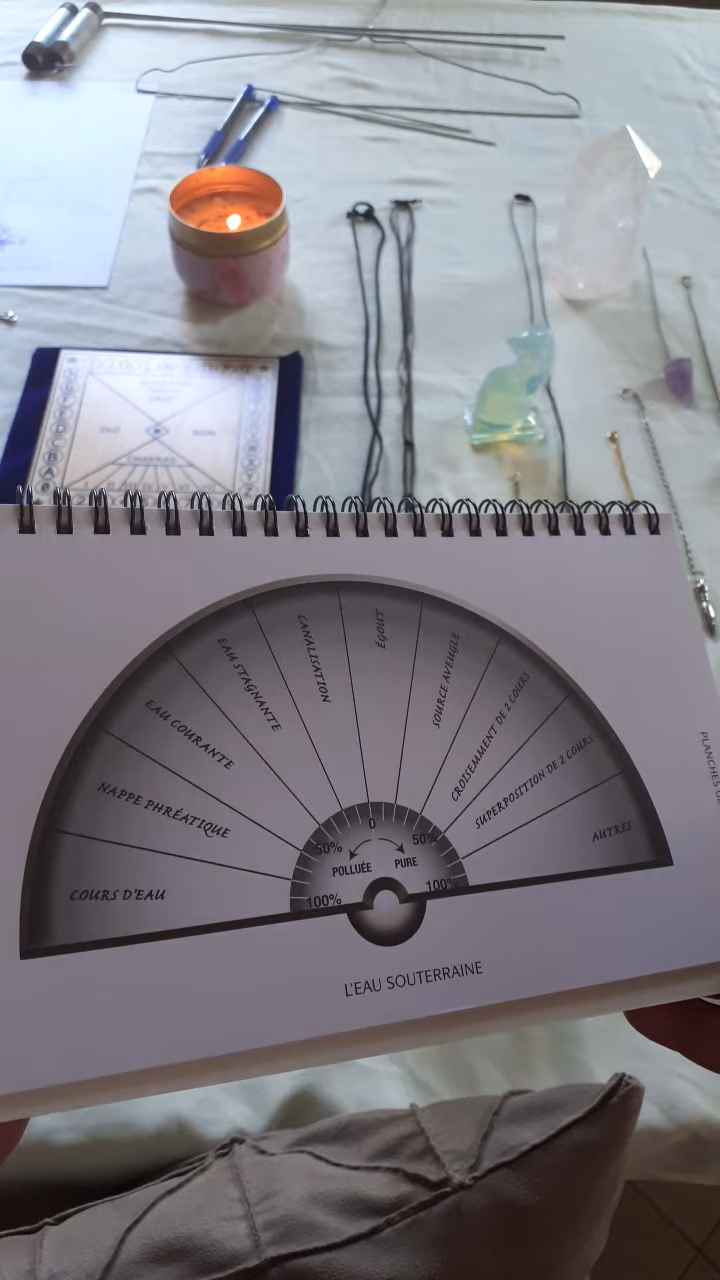 COURS D'EAU
NAPPE PHRÉATIQUE
EAU COURANTE
EAU STAGNANTE
CANALISATION
ÉGOUT
SOURCE AVEUGLE
CROISEMMENT DE 2 COURS
SUPERPOSITION DE 2 COURS
AUTRES
0
50% 50%
POLLUÉE PURE
100% 100%
L'EAU SOUTERRAINE
PLANCHES